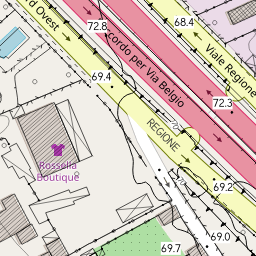 d Ovest
72.8
68.4
cordo per Via Belgio
Viale Regione
69.4
72.3
REGIONE
Rossella
Boutique
69.2
69.0
69.7